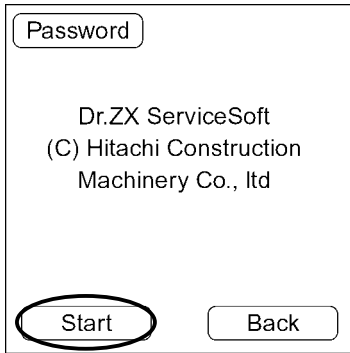 Password
Dr.ZX ServiceSoft
(C) Hitachi Construction
Machinery Co., ltd
Start
Back